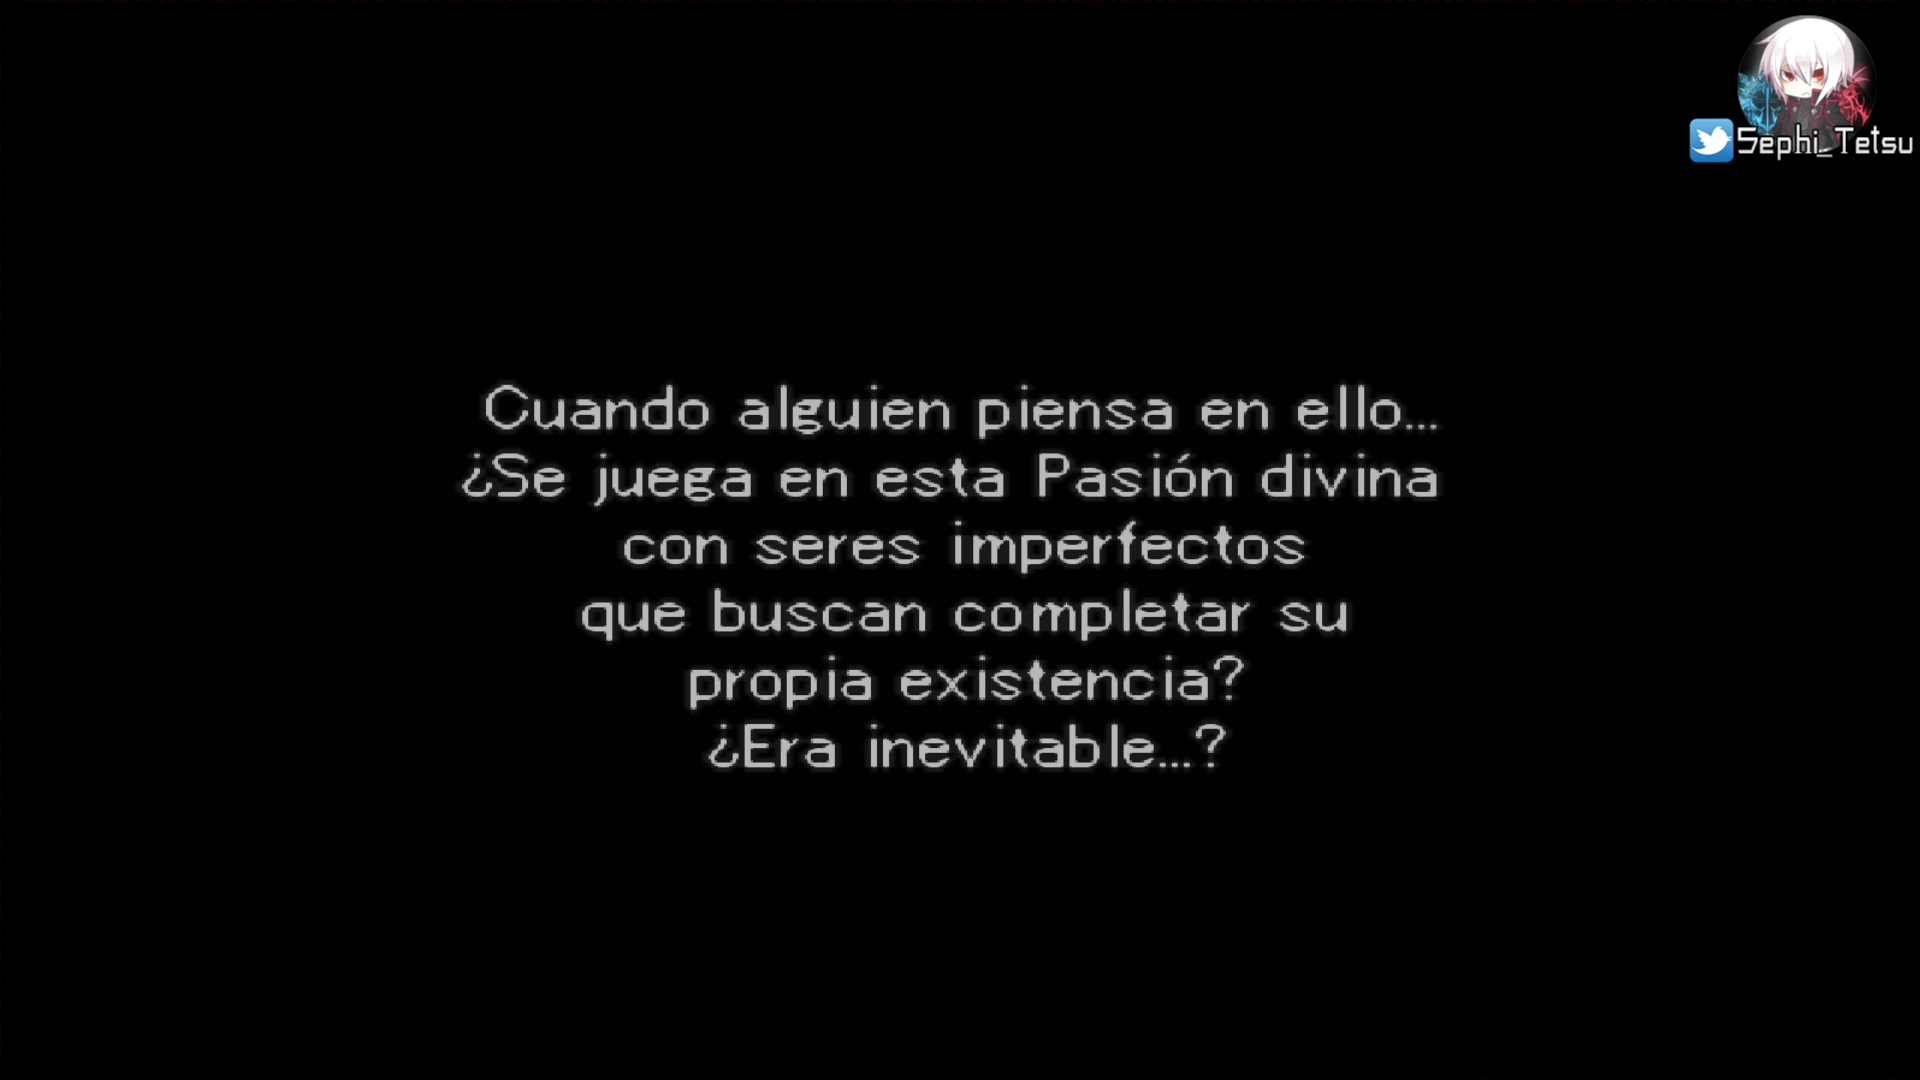 Sephi_Tetsu
Cuando alguien piensa en ello...
¿Se juega en esta Pasión divina
con seres imperfectos
que buscan completar su
propia existencia?
¿Era inevitable...?